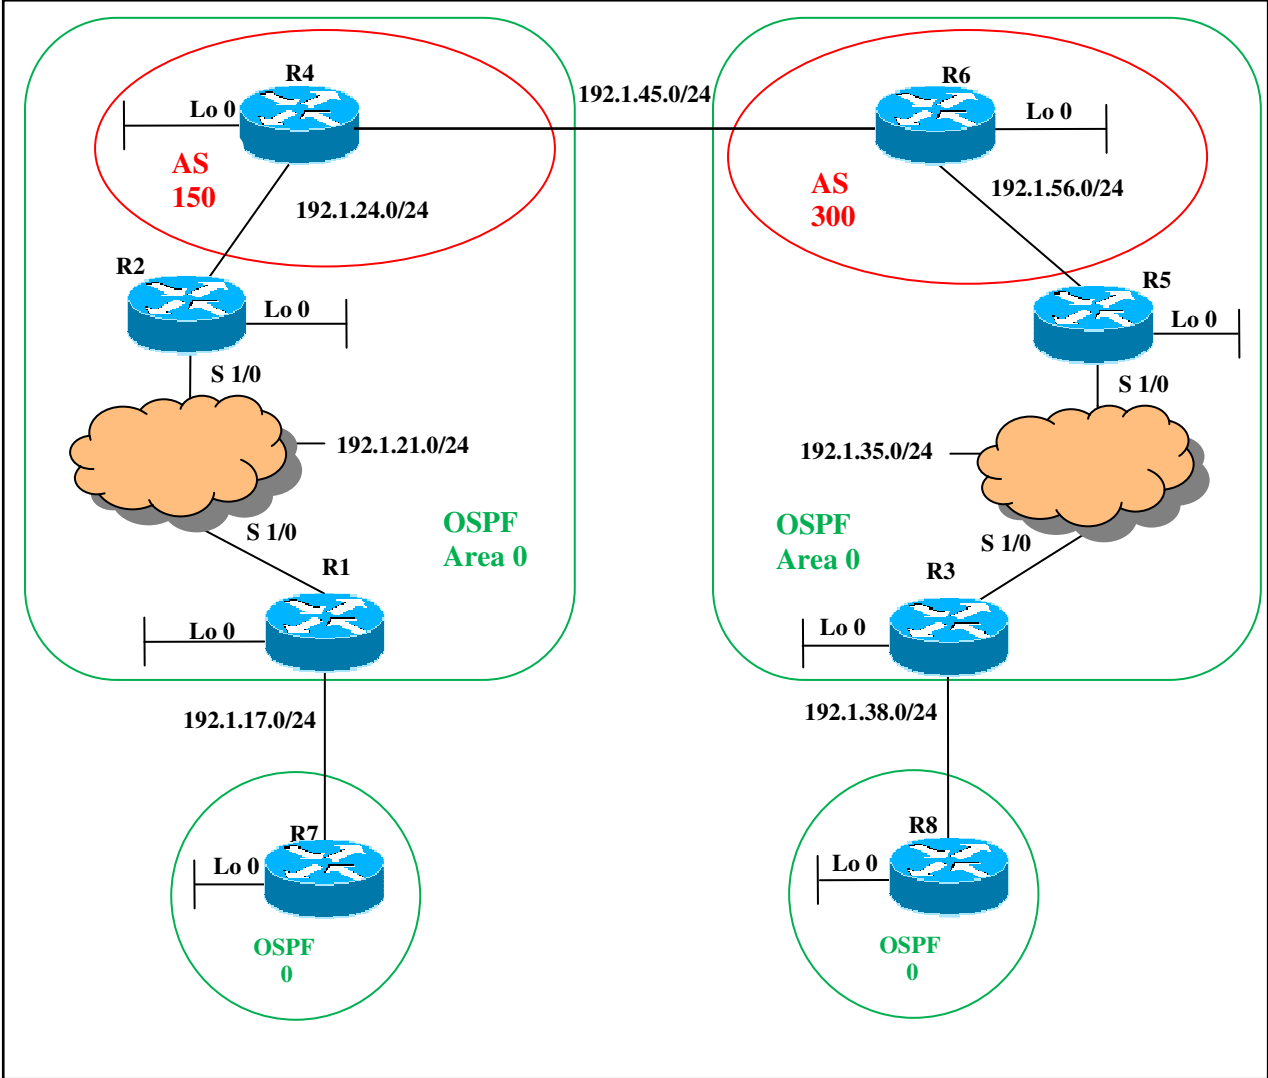 R4
R6
192.1.45.0/24
Lo 0
Lo 0
AS
150
AS
300
192.1.56.0/24
192.1.24.0/24
R2
R5
Lo 0
Lo 0
S 1/0
S 1/0
192.1.21.0/24
192.1.35.0/24
OSPF
Area 0
OSPF
Area 0
S 1/0
S 1/0
R1
R3
Lo 0
Lo 0
192.1.17.0/24
192.1.38.0/24
R7
R8
Lo 0
Lo 0
OSPF
0
OSPF
0